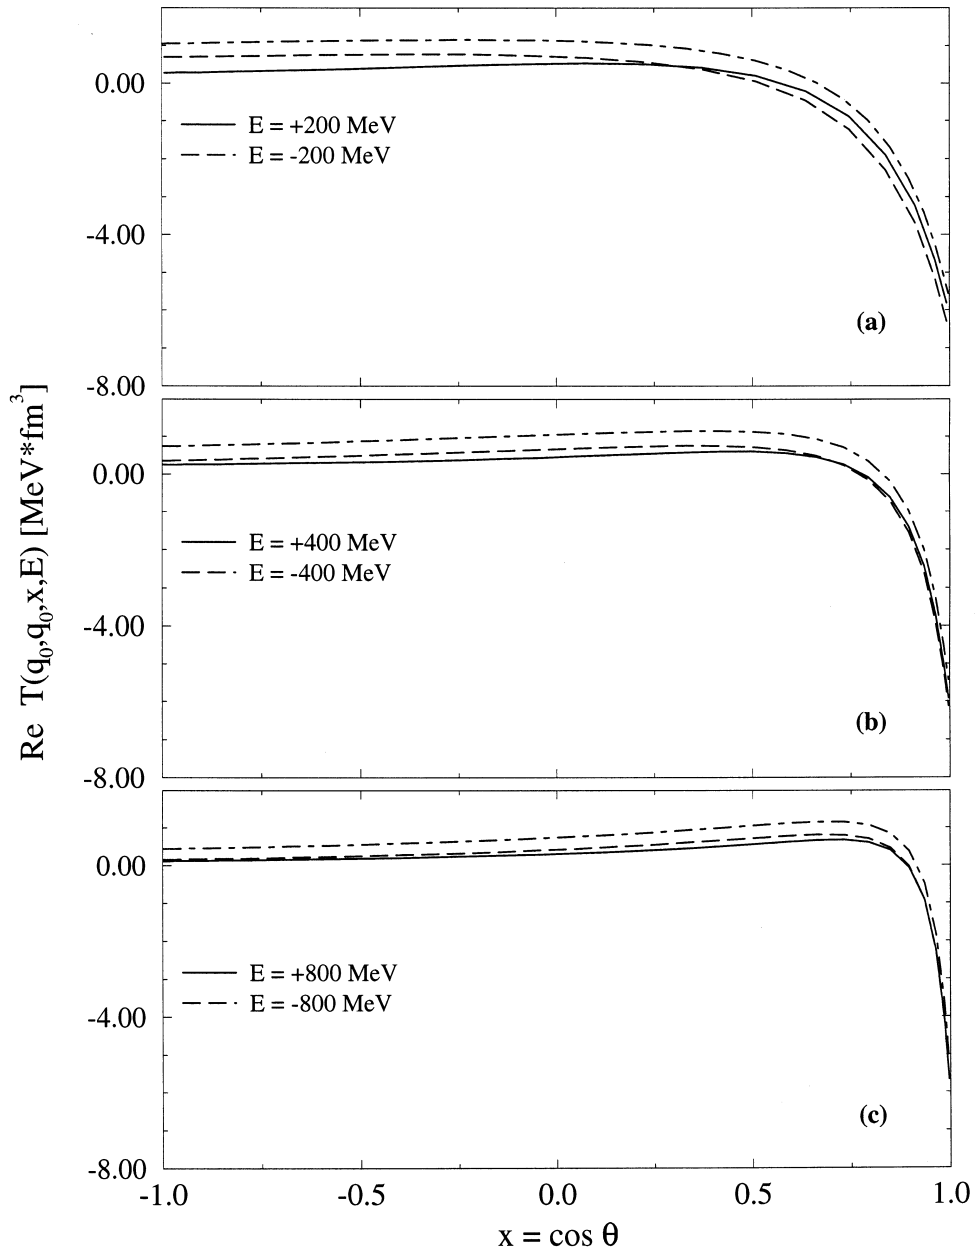 0.00
E = +200 MeV
E = -200 MeV
-4.00
(a)
-8.00
0.00
E = +400 MeV
E = -400 MeV
-4.00
(b)
-8.00
0.00
E = +800 MeV
E = -800 MeV
-4.00
(c)
-8.00
Re T(q₀,q₀,x,E) [MeV*fm³]
-1.0 -0.5 0.0 0.5 1.0
x = cos θ